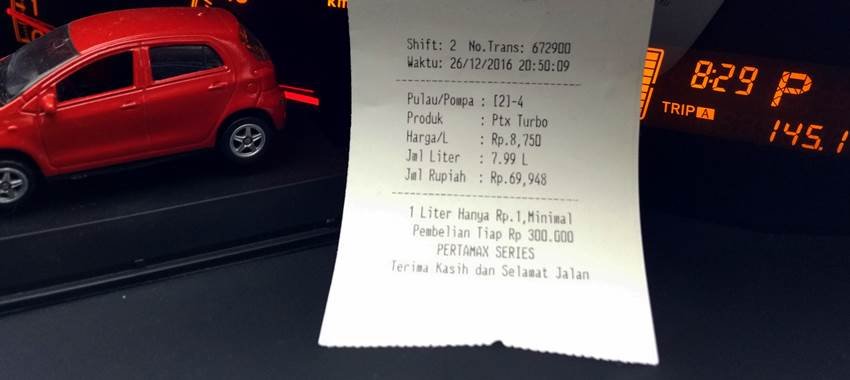 Shift: 2 No.Trans: 672900
Waktu: 26/12/2016 20:50:09
Pulau/Pompa : [2]-4
Produk : Ptx Turbo
Harga/L : Rp.8,750
Jml Liter : 7.99 L
Jml Rupiah : Rp.69,948
1 Liter Hanya Rp.1,Minimal
Pembelian Tiap Rp 300.000
PERTAMAX SERIES
Terima Kasih dan Selamat Jalan
8:29 P
TRIP A
145.1